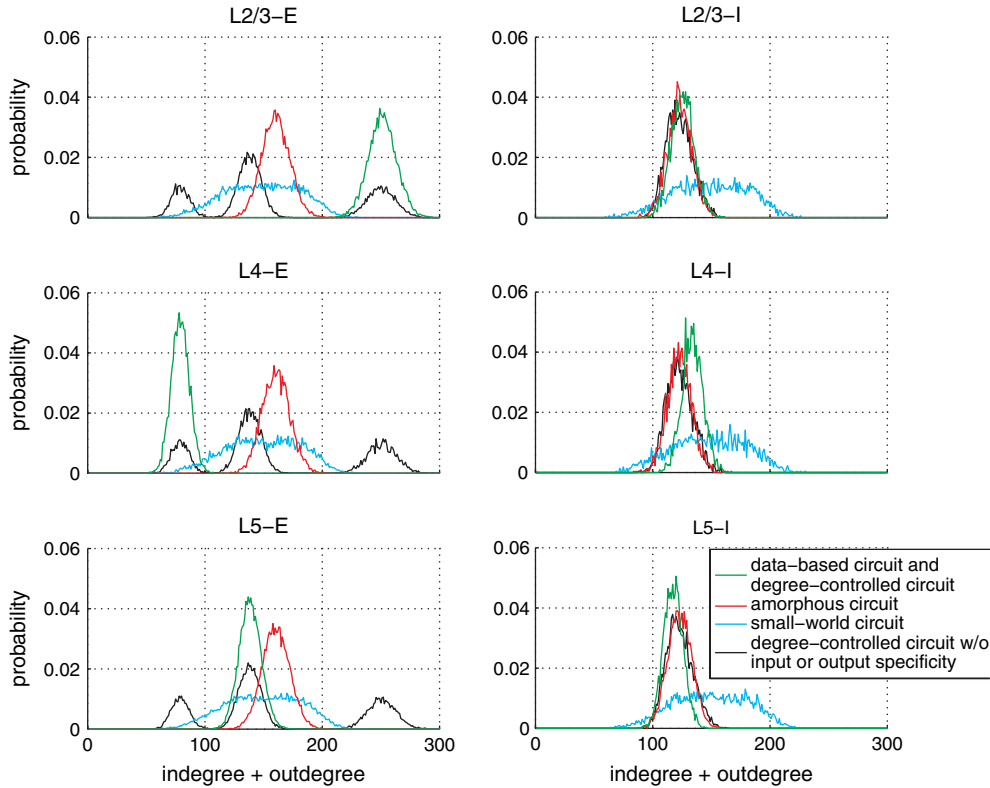 L2/3−E
L2/3−I
0.06
0.04
0.02
0
probability
0.06
0.04
0.02
0
L4−E
L4−I
0.06
0.04
0.02
0
probability
0.06
0.04
0.02
0
L5−E
L5−I
0.06
0.04
0.02
0
probability
0.06
0.04
0.02
0
data−based circuit and
degree−controlled circuit
amorphous circuit
small−world circuit
degree−controlled circuit w/o
input or output specificity
0 100 200 300
0 100 200 300
indegree + outdegree
indegree + outdegree